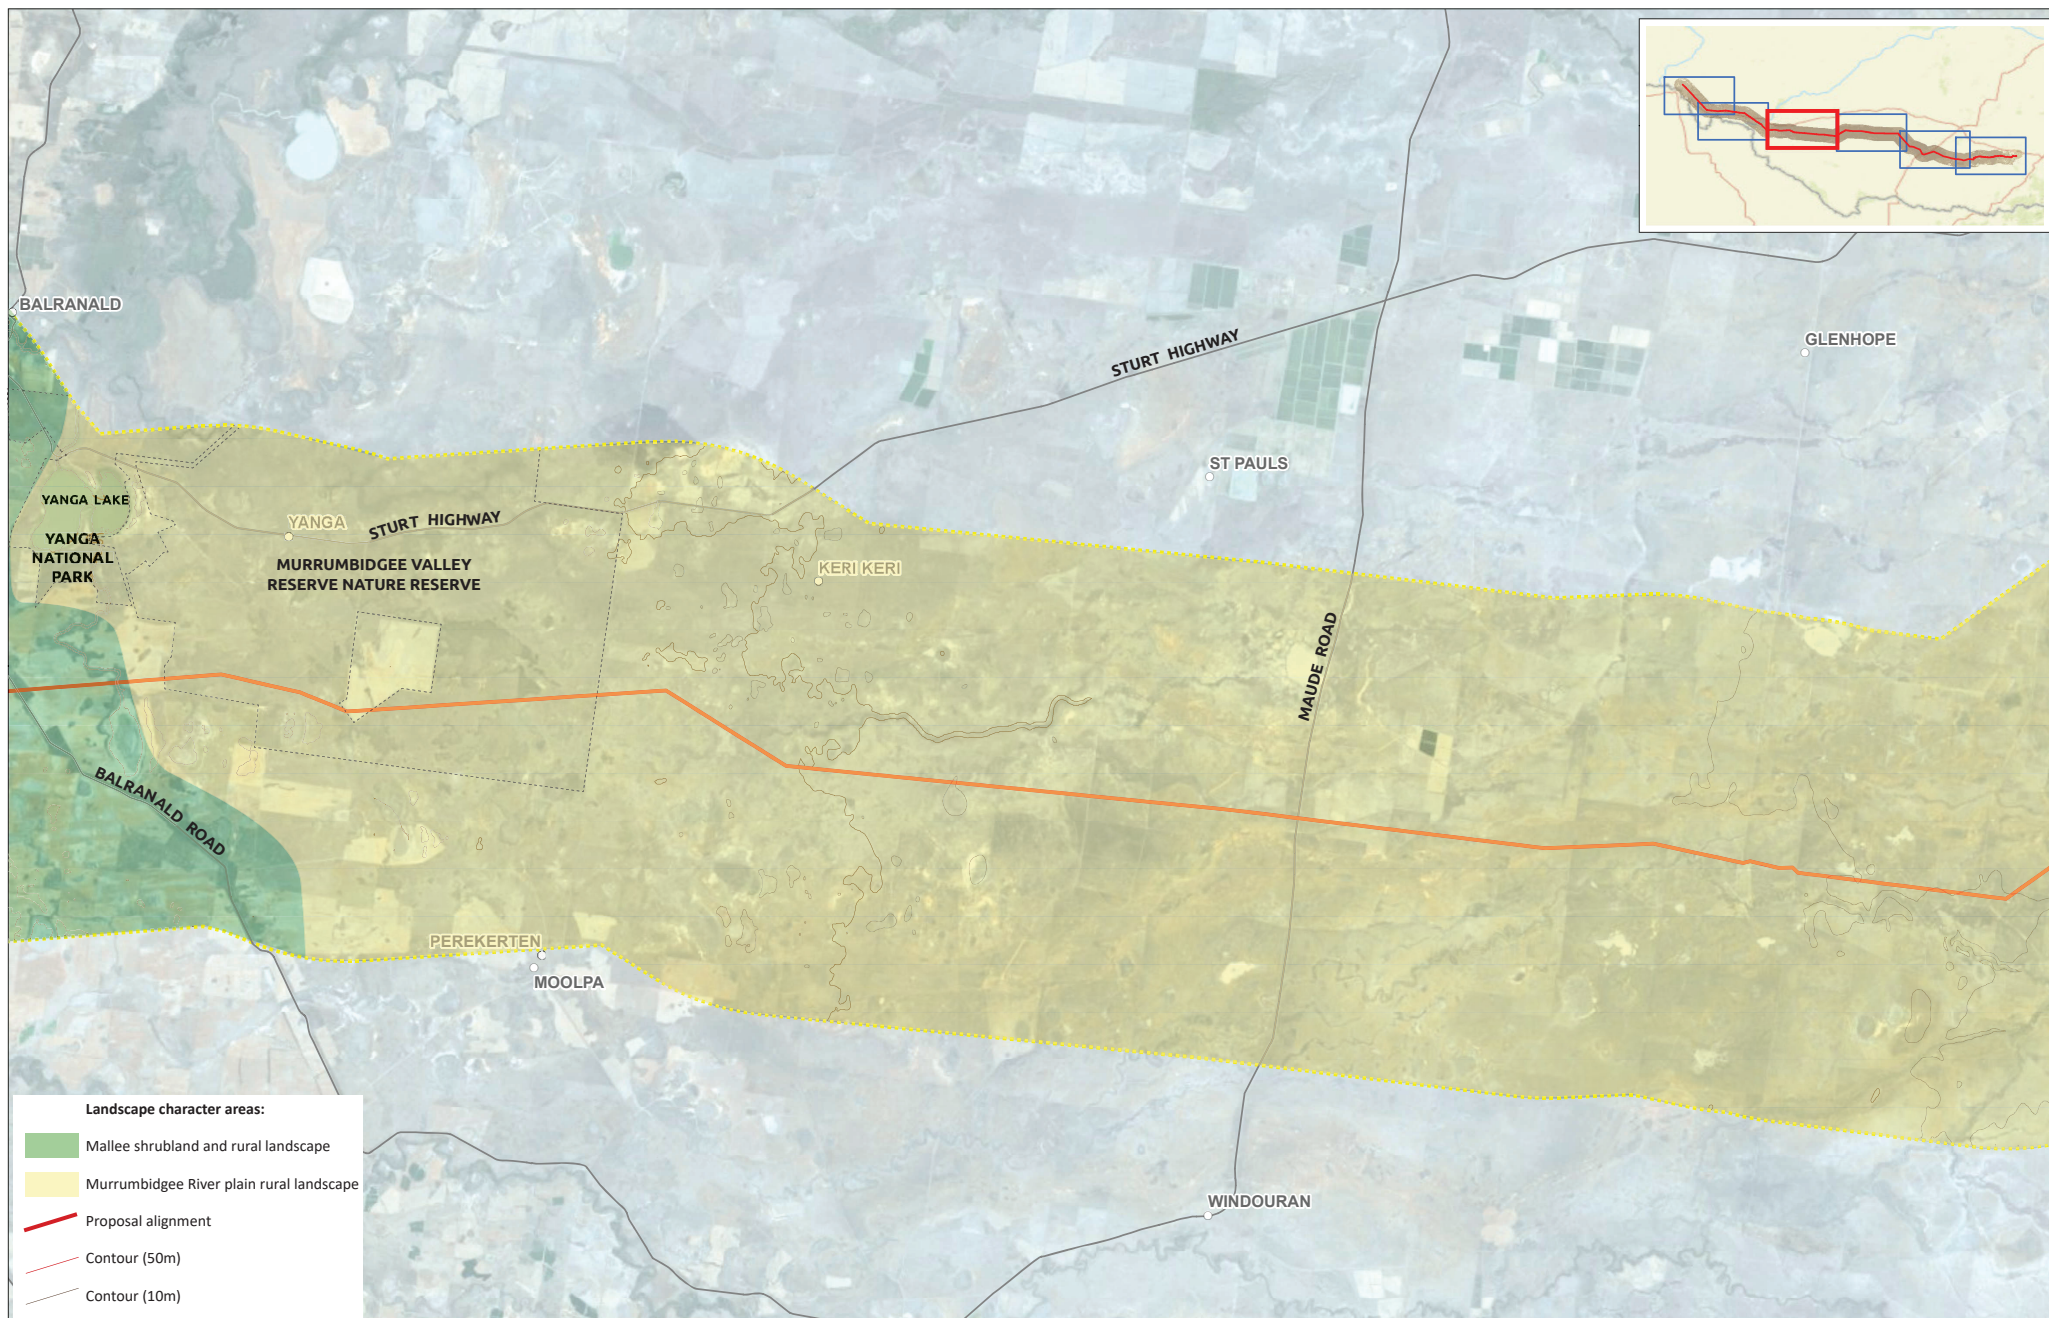 BALRANALD
STURT HIGHWAY
GLENHOPE
ST PAULS
YANGA LAKE
YANGA
STURT HIGHWAY
YANGA
NATIONAL
PARK
MURRUMBIDGEE VALLEY
RESERVE NATURE RESERVE
KERI KERI
MAUDE ROAD
BALRANALD ROAD
PEREKERTEN
MOOLPA
WINDOURAN
Landscape character areas:
Mallee shrubland and rural landscape
Murrumbidgee River plain rural landscape
Proposal alignment
Contour (50m)
Contour (10m)